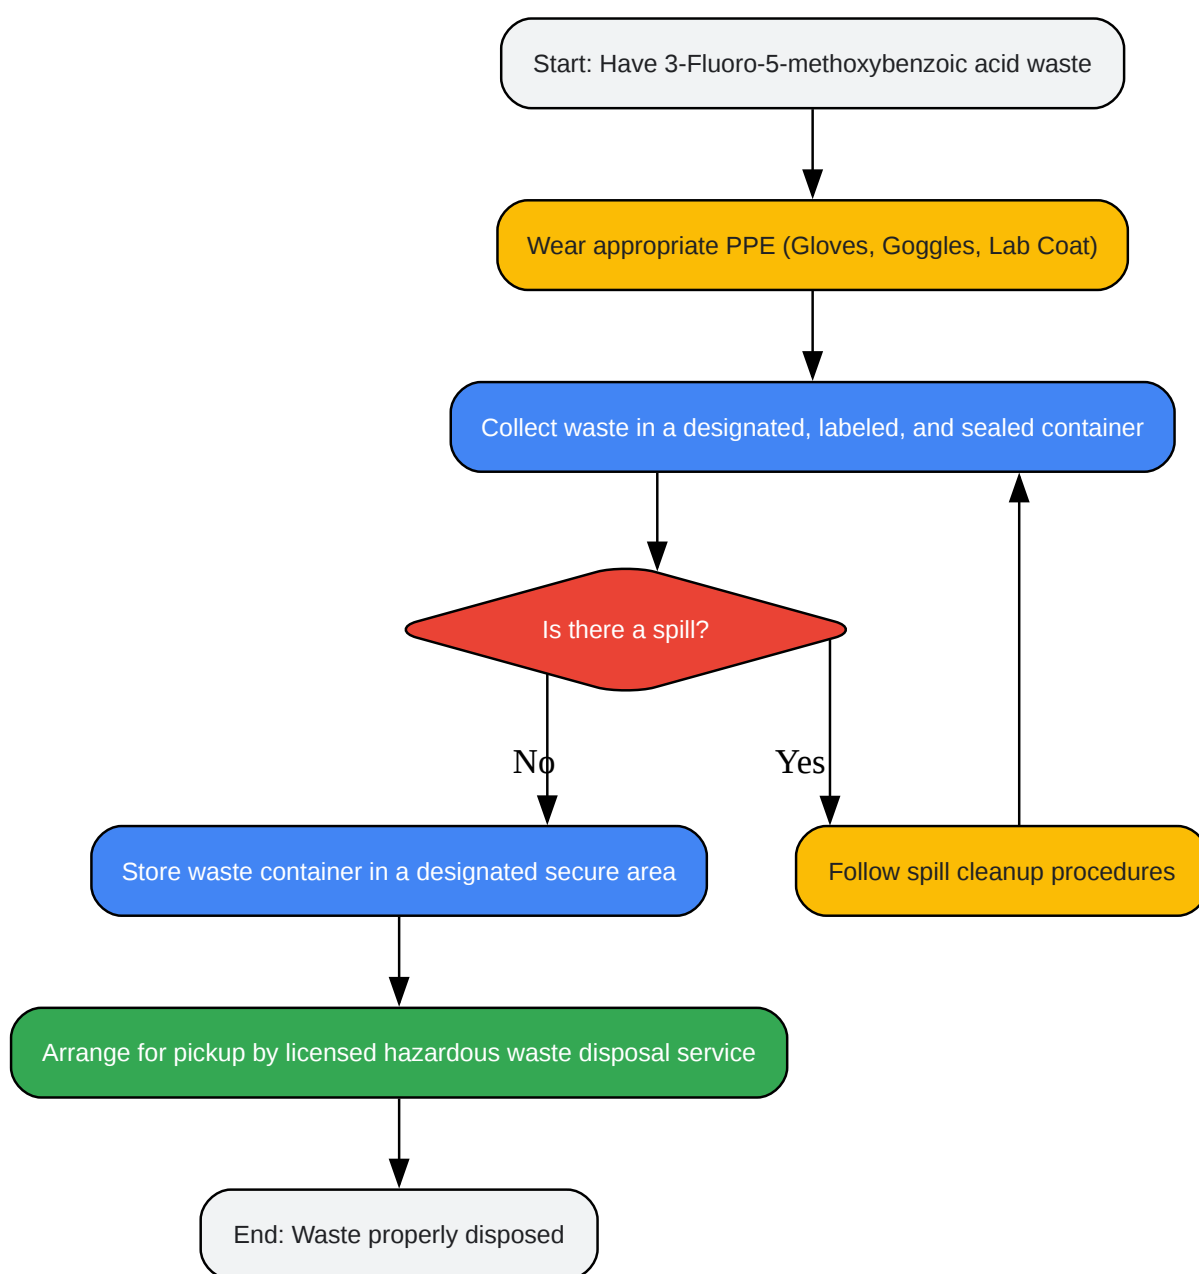 Start: Have 3-Fluoro-5-methoxybenzoic acid waste
Wear appropriate PPE (Gloves, Goggles, Lab Coat)
Collect waste in a designated, labeled, and sealed container
Is there a spill?
No
Yes
Store waste container in a designated secure area
Follow spill cleanup procedures
Arrange for pickup by licensed hazardous waste disposal service
End: Waste properly disposed